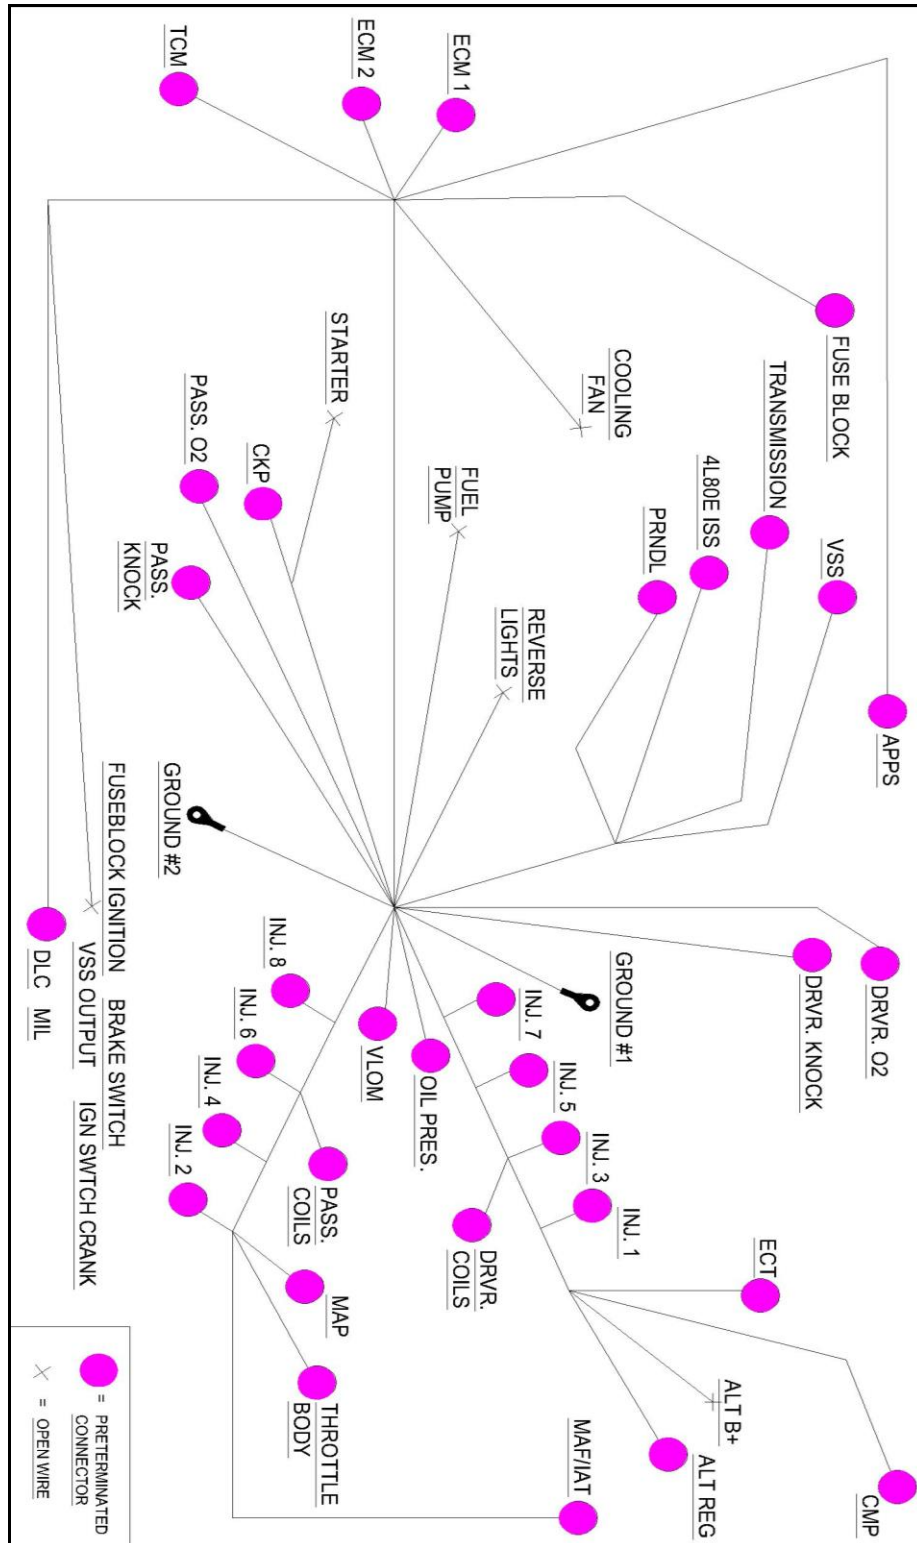 TCM
ECM 2
ECM 1
FUSE BLOCK
COOLING
FAN
STARTER
TRANSMISSION
4L80E ISS
PRNDL
VSS
PASS. O2
CKP
PASS.
KNOCK
FUEL
PUMP
REVERSE
LIGHTS
APPS
GROUND #2
GROUND #1
DRVR. O2
DRVR. KNOCK
FUSEBLOCK IGNITION
BRAKE SWITCH
VSS OUTPUT
IGN SWTCH CRANK
DLC
MIL
INJ. 8
INJ. 6
INJ. 4
INJ. 2
VLOM
OIL PRES.
INJ. 7
INJ. 5
INJ. 3
INJ. 1
PASS.
COILS
DRVR.
COILS
MAP
THROTTLE
BODY
ECT
ALT B+
ALT REG
MAF/IAT
CMP
= PRETERMINATED
CONNECTOR
= OPEN WIRE